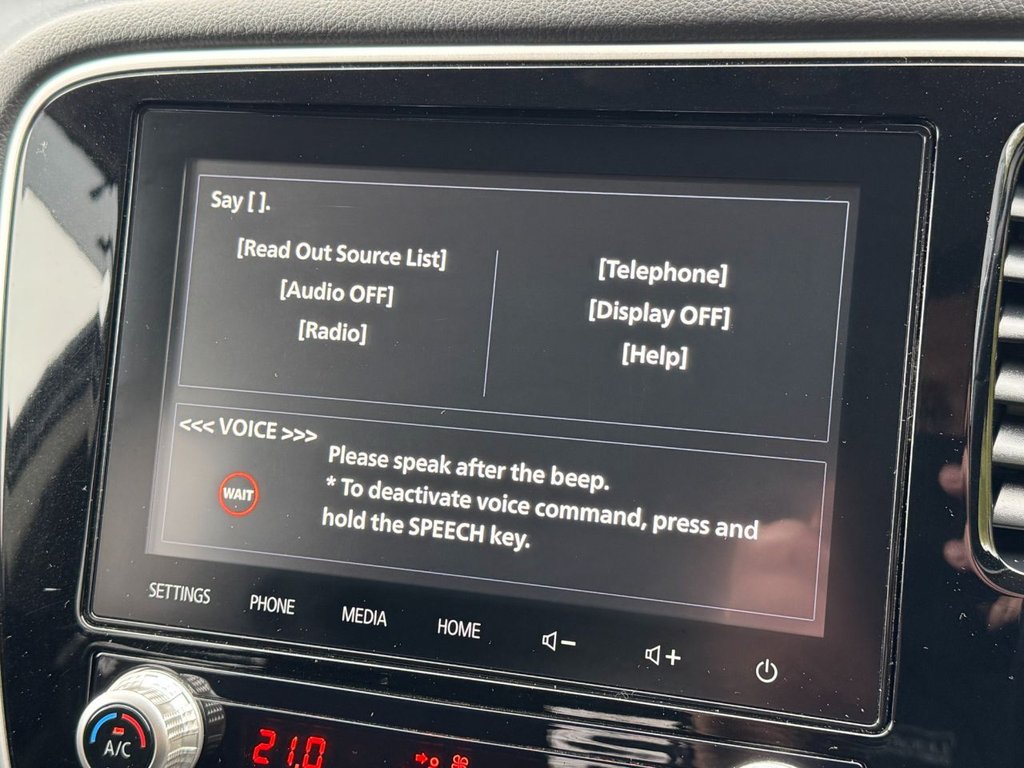 Say [ ].
[Read Out Source List]
[Audio OFF]
[Radio]
[Telephone]
[Display OFF]
[Help]
<<< VOICE >>>
WAIT
Please speak after the beep.
* To deactivate voice command, press and
hold the SPEECH key.
SETTINGS
PHONE
MEDIA
HOME
A/C
21.0